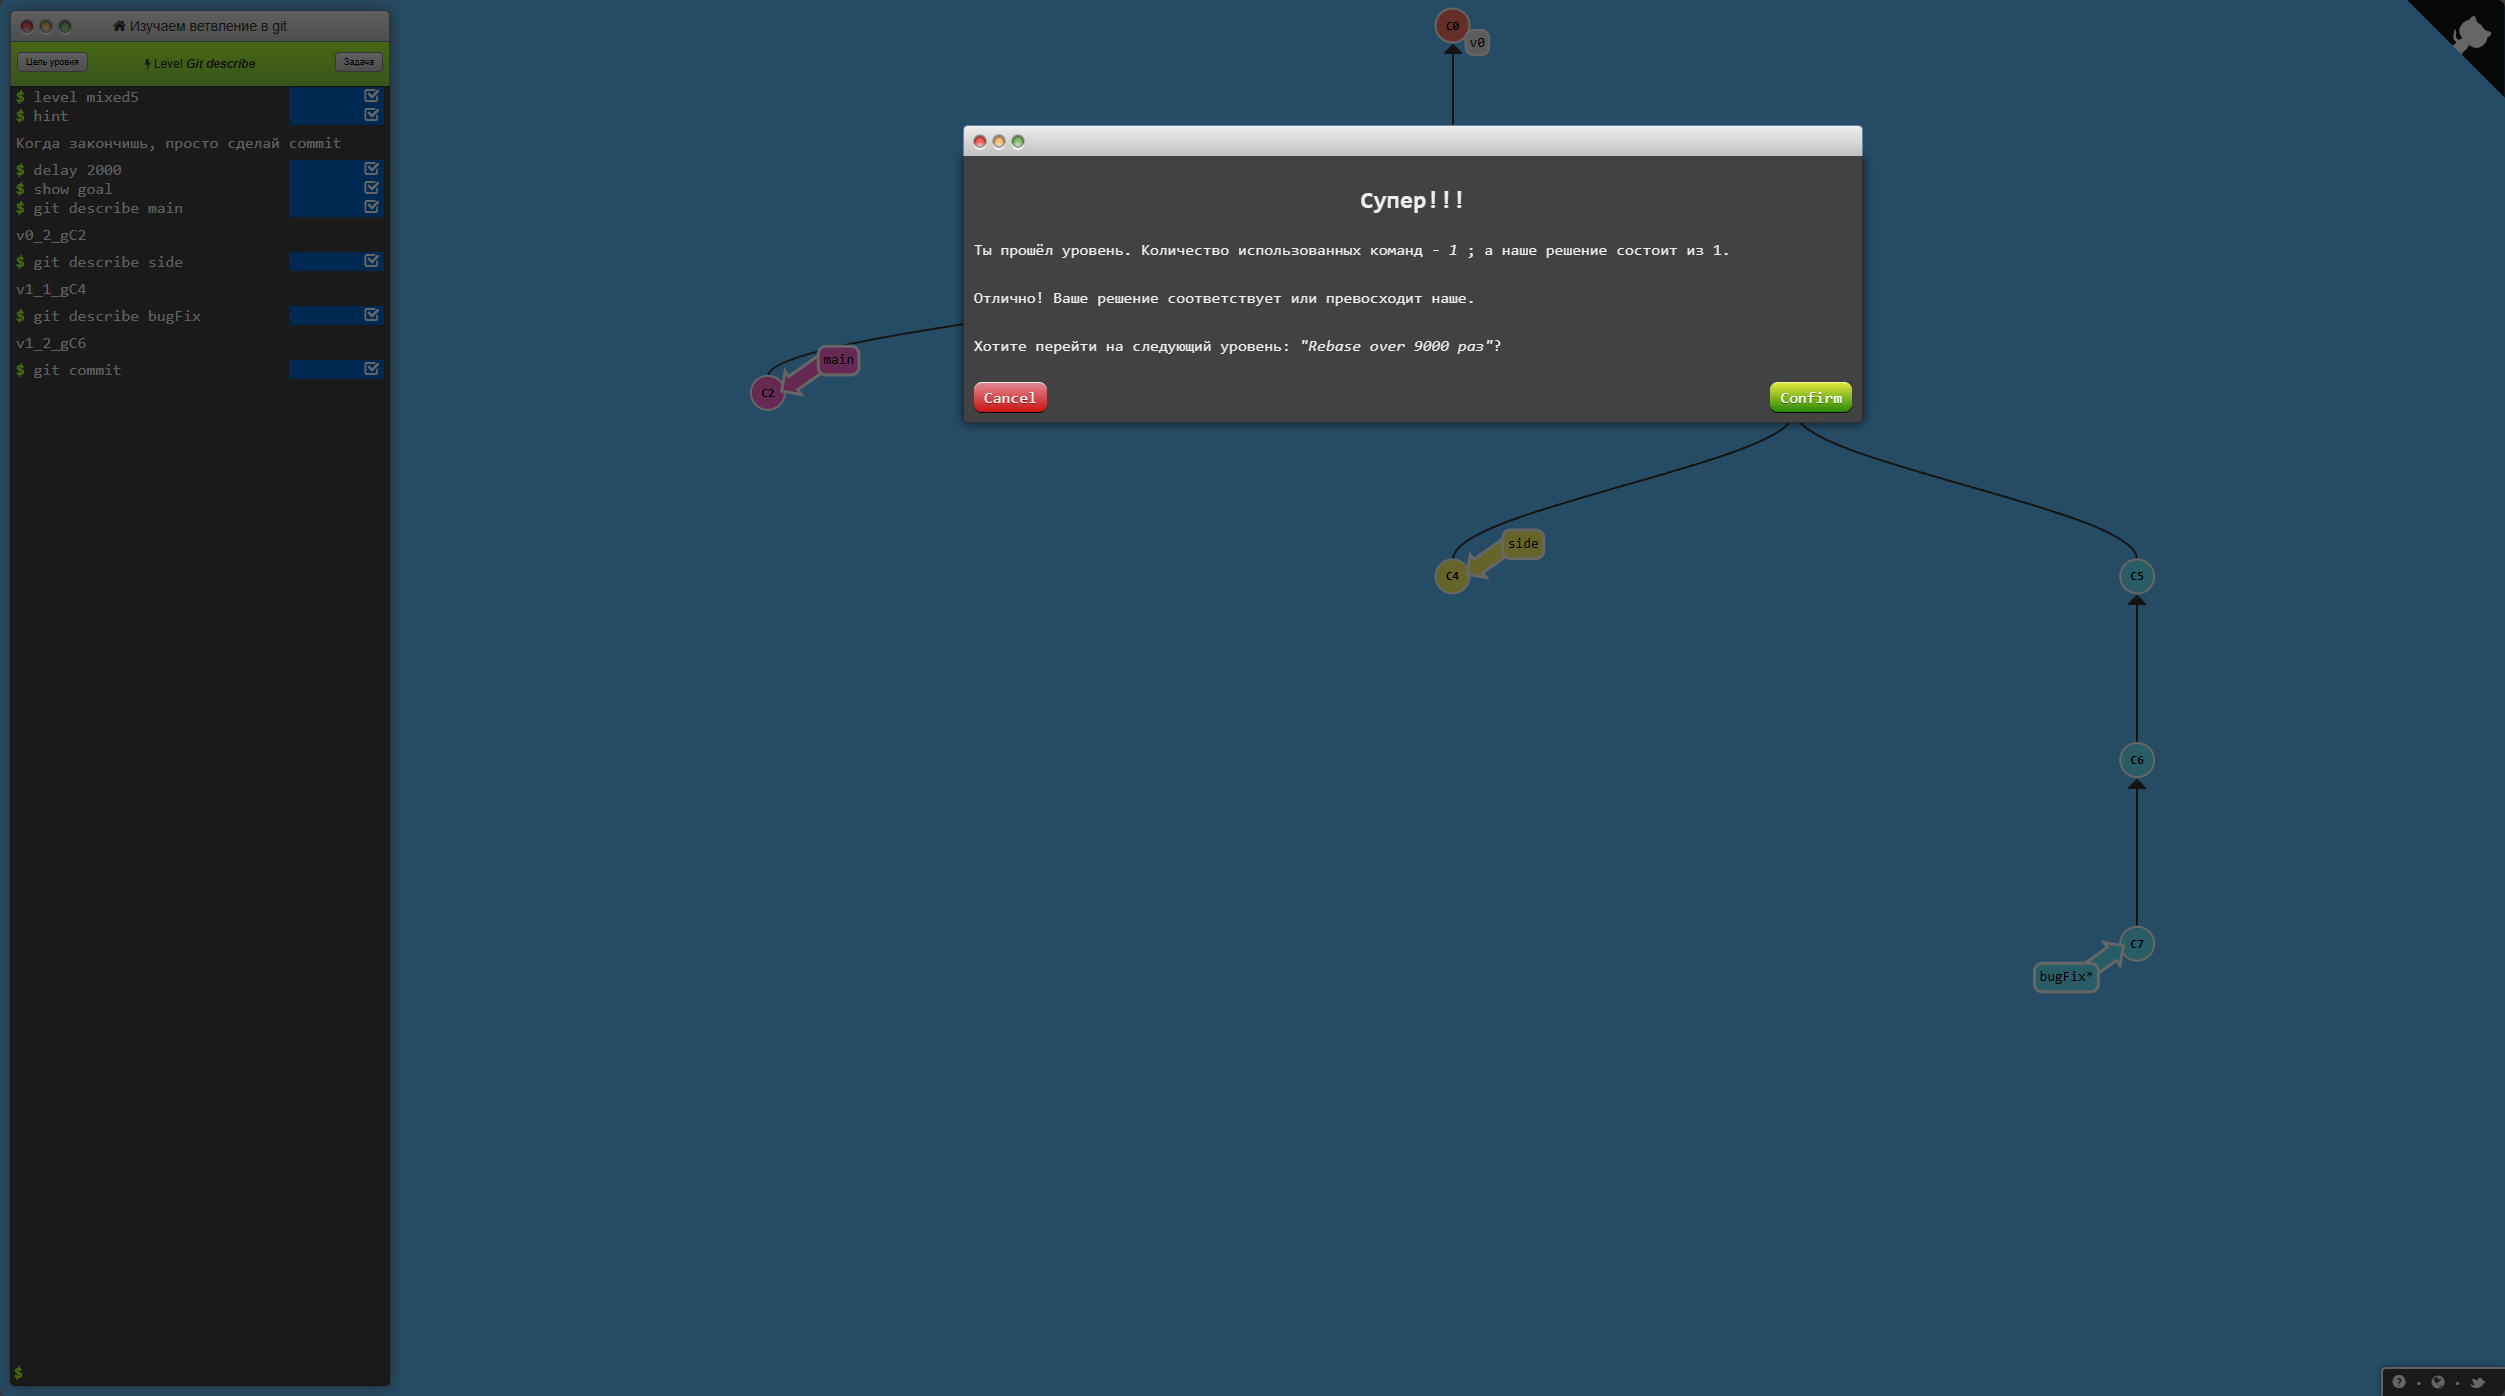 Изучаем ветвление в git
Цель уровня
Level Git describe
Задача
$ level mixed5
$ hint
Когда закончишь, просто сделай commit
$ delay 2000
$ show goal
$ git describe main
v0_2_gC2
$ git describe side
v1_1_gC4
$ git describe bugFix
v1_2_gC6
$ git commit
$
C0
v0
Супер!!!
Ты прошёл уровень. Количество использованных команд - 1 ; а наше решение состоит из 1.
Отлично! Ваше решение соответствует или превосходит наше.
Хотите перейти на следующий уровень: "Rebase over 9000 раз"?
Cancel
Confirm
main
C2
side
C4
C5
C6
C7
bugFix*